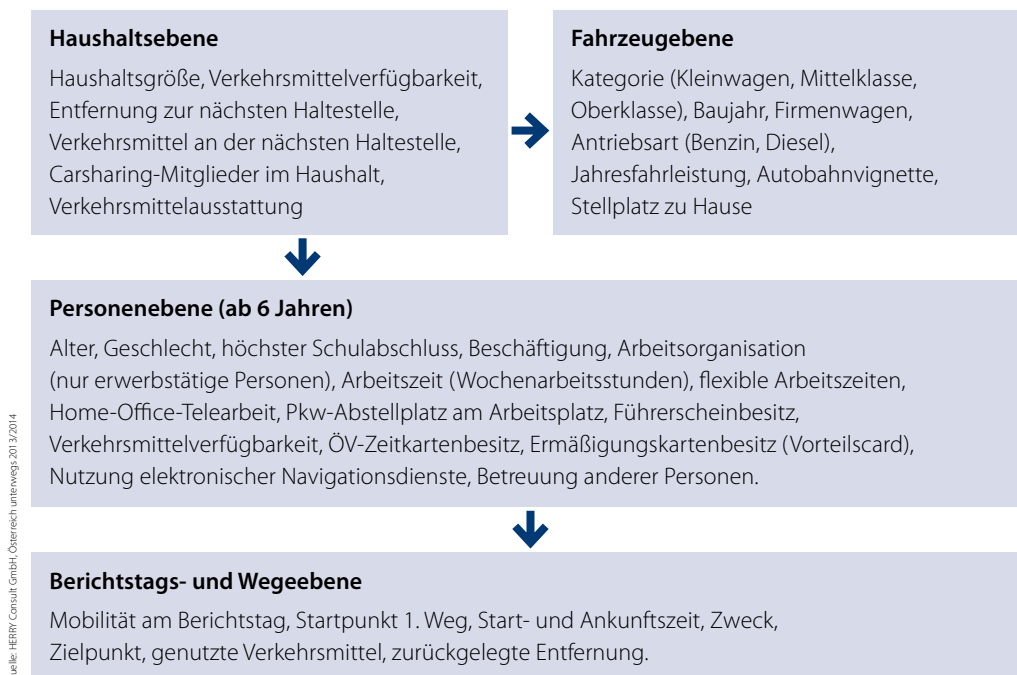 Haushaltsebene
Haushaltsgröße, Verkehrsmittelverfügbarkeit,
Entfernung zur nächsten Haltestelle,
Verkehrsmittel an der nächsten Haltestelle,
Carsharing-Mitglieder im Haushalt,
Verkehrsmittelausstattung
Fahrzeugebene
Kategorie (Kleinwagen, Mittelklasse,
Oberklasse), Baujahr, Firmenwagen,
Antriebsart (Benzin, Diesel),
Jahresfahrleistung, Autobahnvignette,
Stellplatz zu Hause
Personenebene (ab 6 Jahren)
Alter, Geschlecht, höchster Schulabschluss, Beschäftigung, Arbeitsorganisation
(nur erwerbstätige Personen), Arbeitszeit (Wochenarbeitsstunden), flexible Arbeitszeiten,
Home-Office-Telearbeit, Pkw-Abstellplatz am Arbeitsplatz, Führerscheinbesitz,
Verkehrsmittelverfügbarkeit, ÖV-Zeitkartenbesitz, Ermäßigungskartenbesitz (Vorteilscard),
Nutzung elektronischer Navigationsdienste, Betreuung anderer Personen.
Berichtstags- und Wegeebene
Mobilität am Berichtstag, Startpunkt 1. Weg, Start- und Ankunftszeit, Zweck,
Zielpunkt, genutzte Verkehrsmittel, zurückgelegte Entfernung.
uelle: HERRY Consult GmbH, Österreich unterwegs 2013/2014